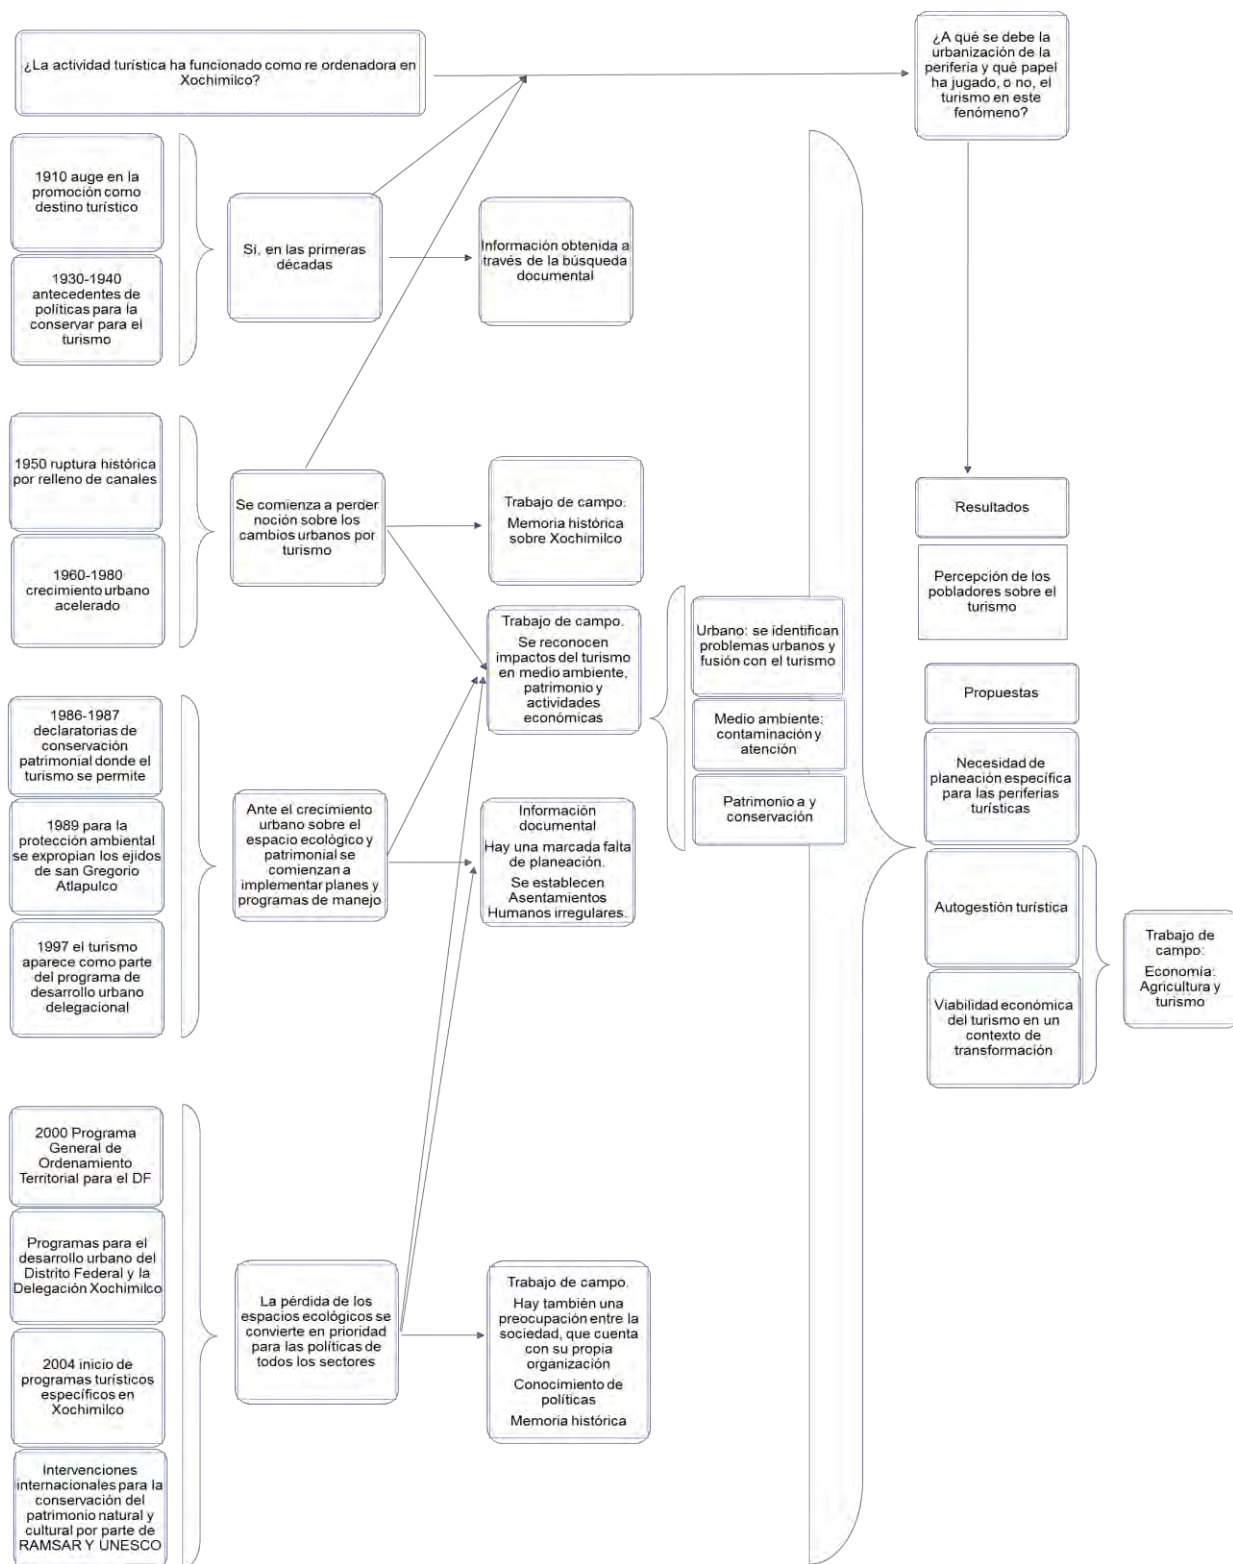 ¿La actividad turística ha funcionado como re ordenadora en
Xochimilco?
¿A qué se debe la
urbanización de la
periferia y qué papel
ha jugado, o no, el
turismo en este
fenómeno?
1910 auge en la
promoción como
destino turístico
1930-1940
antecedentes de
políticas para la
conservar para el
turismo
Sí, en las primeras
décadas
Información obtenida a
través de la búsqueda
documental
1950 ruptura histórica
por relleno de canales
1960-1980
crecimiento urbano
acelerado
Se comienza a perder
noción sobre los
cambios urbanos por
turismo
Trabajo de campo.
Memoria histórica
sobre Xochimilco
Trabajo de campo.
Se reconocen
impactos del turismo
en medio ambiente,
patrimonio y
actividades
económicas
Urbano: se identifican
problemas urbanos y
fusión con el turismo
Medio ambiente:
contaminación y
atención
Patrimonio a y
conservación
1986-1987
declaratorias de
conservación
patrimonial donde el
turismo se permite
1989 para la
protección ambiental
se expropian los ejidos
de san Gregorio
Atlapulco
1997 el turismo
aparece como parte
del programa de
desarrollo urbano
delegacional
Ante el crecimiento
urbano sobre el
espacio ecológico y
patrimonial se
comienzan a
implementar planes y
programas de manejo
Información
documental
Hay una marcada falta
de planeación.
Se establecen
Asentamientos
Humanos irregulares.
2000 Programa
General de
Ordenamiento
Territorial para el DF
Programas para el
desarrollo urbano del
Distrito Federal y la
Delegación Xochimilco
2004 inicio de
programas turísticos
específicos en
Xochimilco
Intervenciones
internacionales para la
conservación del
patrimonio natural y
cultural por parte de
RAMSAR Y UNESCO
La pérdida de los
espacios ecológicos se
convierte en prioridad
para las políticas de
todos los sectores
Trabajo de campo.
Hay también una
preocupación entre la
sociedad, que cuenta
con su propia
organización
Conocimiento de
políticas
Memoria histórica
Resultados
Percepción de los
pobladores sobre el
turismo
Propuestas
Necesidad de
planeación específica
para las periferias
turísticas
Autogestión turística
Viabilidad económica
del turismo en un
contexto de
transformación
Trabajo de
campo:
Economía:
Agricultura y
turismo